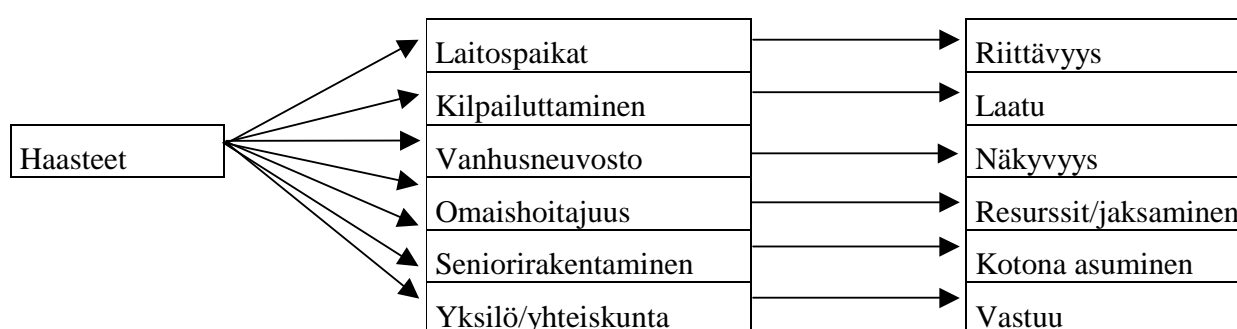 Laitospaikat
Riittävyys
Kilpailuttaminen
Laatu
Haasteet
Vanhusneuvosto
Näkyvyys
Omaishoitajuus
Resurssit/jaksaminen
Seniorirakentaminen
Kotona asuminen
Yksilö/yhteiskunta
Vastuu